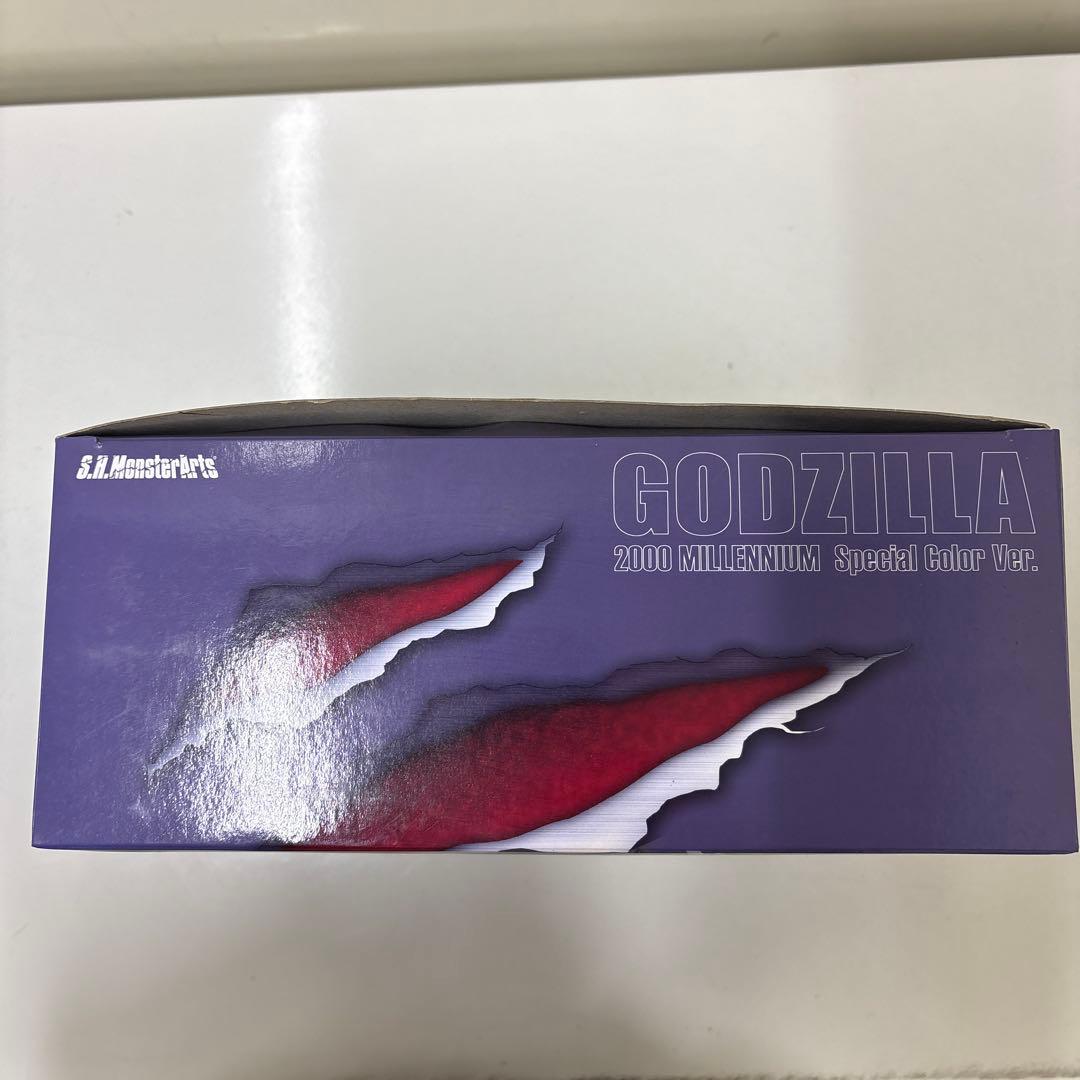 S.H.MonsterArts
GODZILLA
2000 MILLENNIUM Special Color Ver.